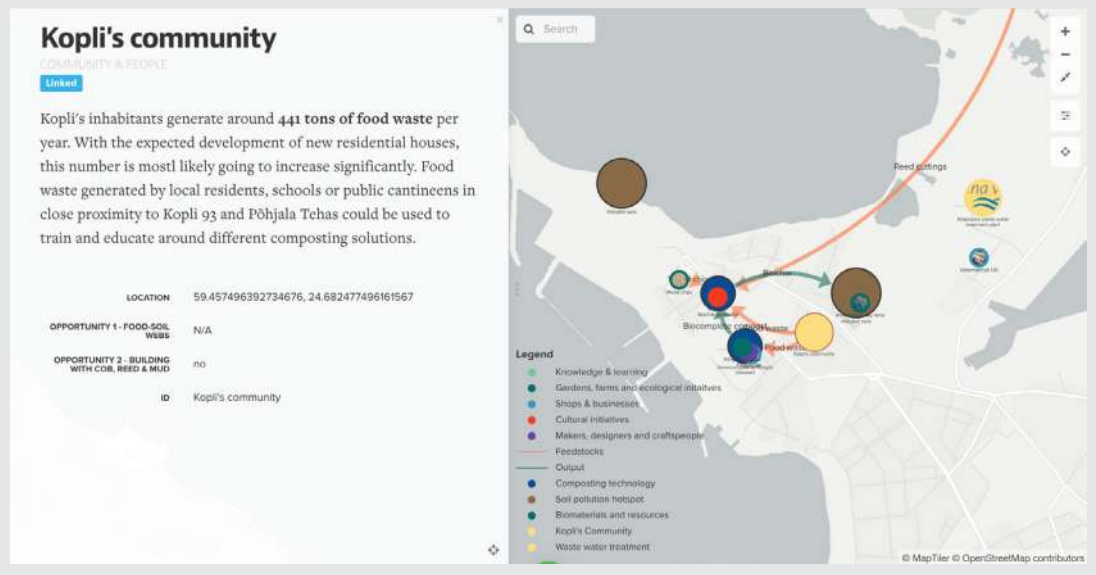 Kopli's community
COMMUNITY & PEOPLE
Linked
Kopli's inhabitants generate around 441 tons of food waste per
year. With the expected development of new residential houses,
this number is mostl likely going to increase significantly. Food
waste generated by local residents, schools or public cantineens in
close proximity to Kopli 93 and Põhjala Tehas could be used to
train and educate around different composting solutions.
LOCATION 59.457496392734676, 24.682477496161567
OPPORTUNITY 1 - FOOD-SOIL
WEBS
N/A
OPPORTUNITY 2 - BUILDING
WITH COB, REED & MUD
no
ID Kopli's community
Search
Reed cuttings
Biochar
Biocomplete compost
Food waste
Kopli's community
Legend
Knowledge & learning
Gardens, farms and ecological initaitves
Shops & businesses
Cultural initiatives
Makers, designers and craftspeople
Feedstocks
Output
Composting technology
Soil pollution hotspot
Biomaterials and resources
Kopli's Community
Waste water treatment
© MapTiler © OpenStreetMap contributors